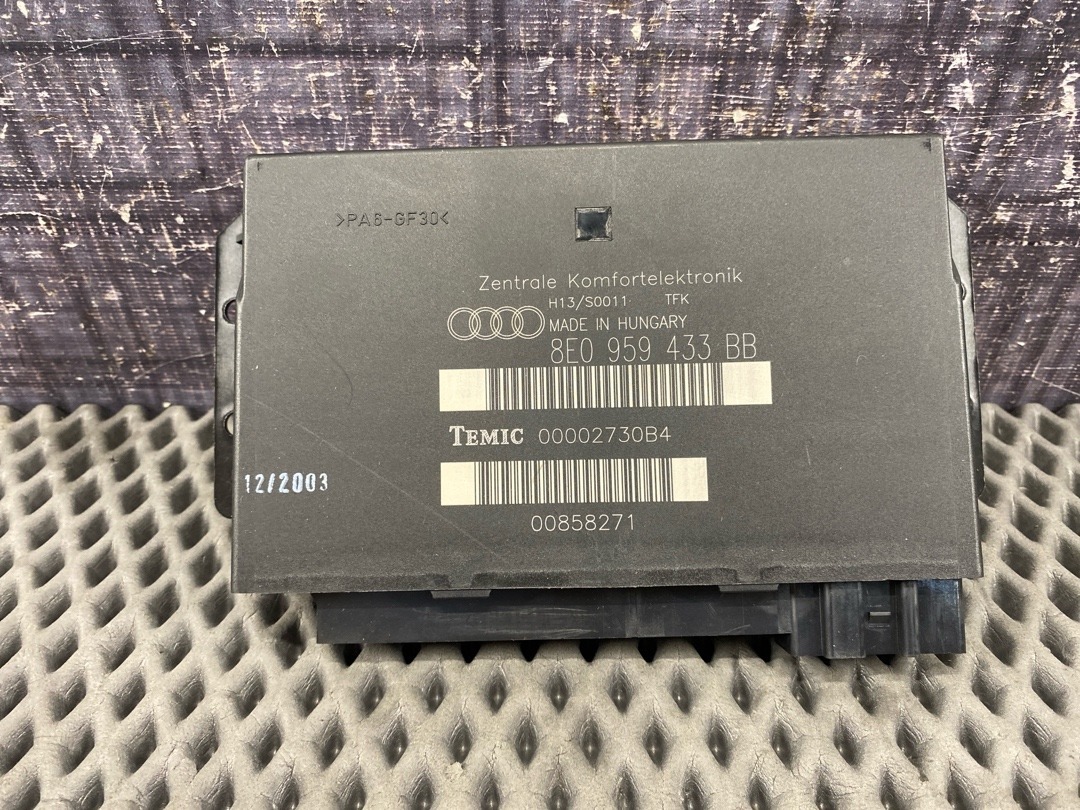 >PA6-GF30<
Zentrale Komfortelektronik
H13/S0011 TFK
MADE IN HUNGARY
8E0 959 433 BB
TEMIC 00002730B4
12/2003
00858271